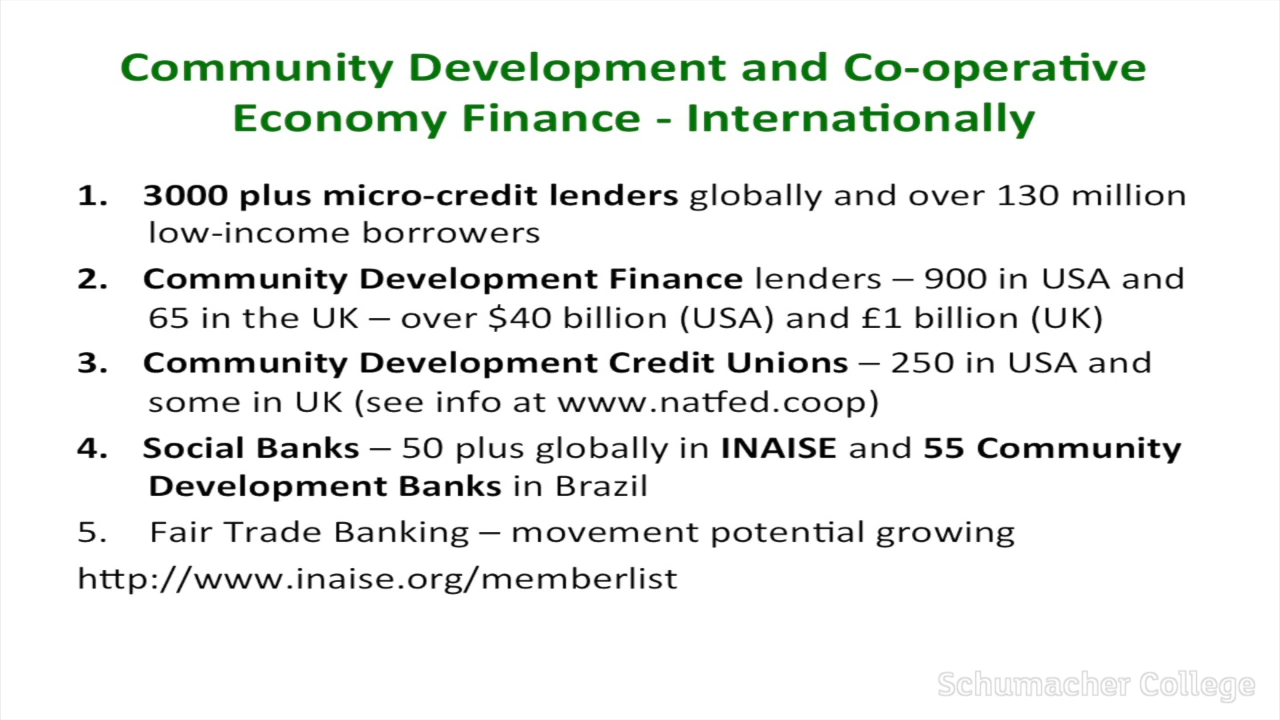 Community Development and Co-operative
Economy Finance - Internationally
1. 3000 plus micro-credit lenders globally and over 130 million
low-income borrowers
2. Community Development Finance lenders – 900 in USA and
65 in the UK – over $40 billion (USA) and £1 billion (UK)
3. Community Development Credit Unions – 250 in USA and
some in UK (see info at www.natfed.coop)
4. Social Banks – 50 plus globally in INAISE and 55 Community
Development Banks in Brazil
5. Fair Trade Banking – movement potential growing
http://www.inaise.org/memberlist
Schumacher College